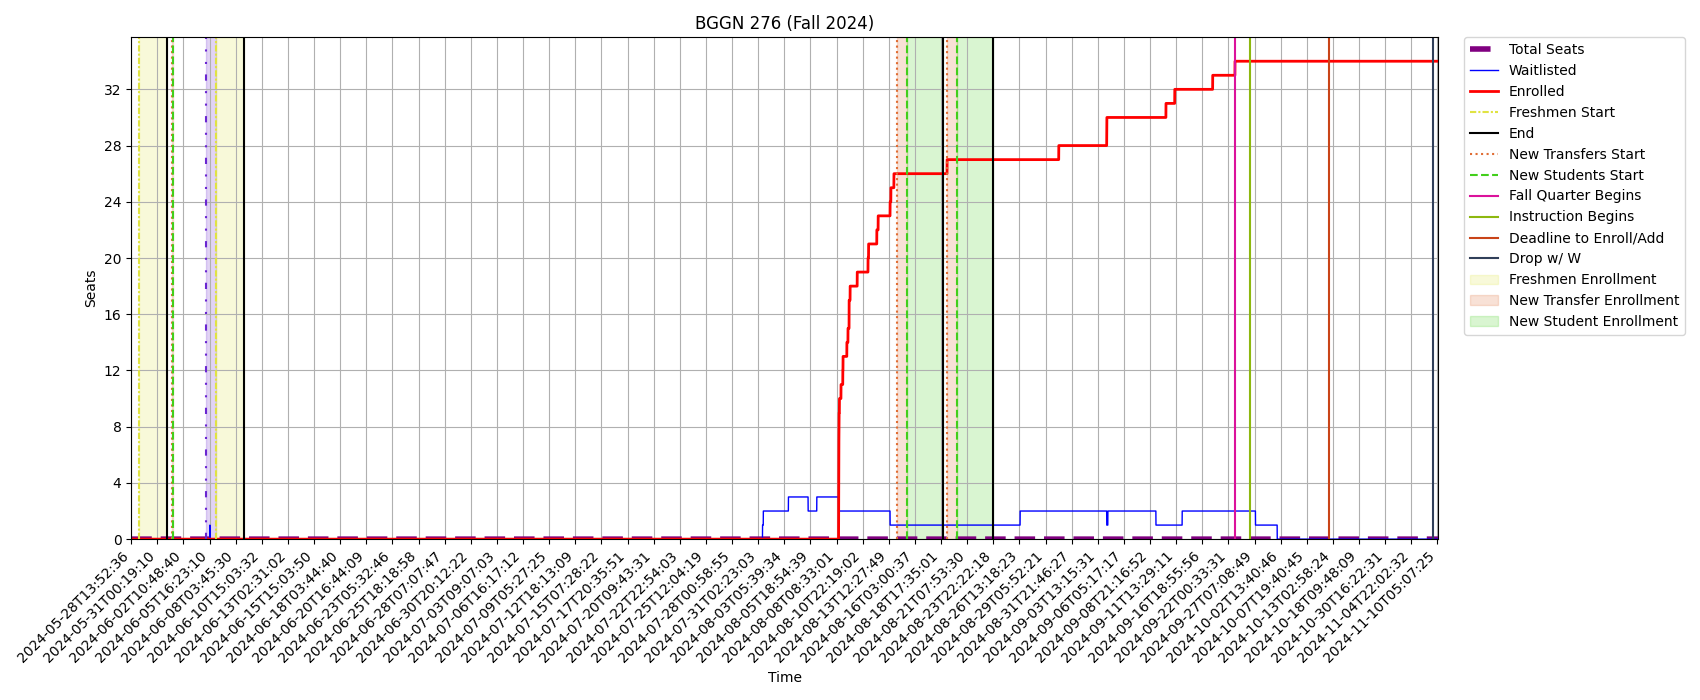 BGGN 276 (Fall 2024)
Seats
32
28
24
20
16
12
8
4
0
2024-05-28T13:52:36
2024-05-31T00:19:10
2024-06-02T10:48:40
2024-06-05T16:23:10
2024-06-08T03:45:30
2024-06-10T15:03:32
2024-06-13T02:31:02
2024-06-15T15:03:50
2024-06-18T03:44:40
2024-06-20T16:44:09
2024-06-23T05:32:46
2024-06-25T18:18:58
2024-06-28T07:07:47
2024-06-30T20:12:22
2024-07-03T09:07:03
2024-07-06T16:17:12
2024-07-09T05:27:25
2024-07-12T18:13:09
2024-07-15T07:28:22
2024-07-17T20:35:51
2024-07-20T09:43:31
2024-07-22T22:54:03
2024-07-25T12:04:19
2024-07-28T00:58:55
2024-07-31T02:23:03
2024-08-03T05:39:34
2024-08-05T18:54:39
2024-08-08T08:33:01
2024-08-10T22:19:02
2024-08-13T12:27:49
2024-08-16T03:00:37
2024-08-18T17:35:01
2024-08-21T07:53:30
2024-08-23T22:22:18
2024-08-26T13:18:23
2024-08-29T05:52:21
2024-08-31T21:46:27
2024-09-03T13:15:31
2024-09-06T05:17:17
2024-09-08T21:16:52
2024-09-11T13:29:11
2024-09-16T18:55:56
2024-09-22T00:33:31
2024-09-27T07:08:49
2024-10-02T13:40:46
2024-10-07T19:40:45
2024-10-13T02:58:24
2024-10-18T09:48:09
2024-10-30T16:22:31
2024-11-04T22:02:32
2024-11-10T05:07:25
Time
Total Seats
Waitlisted
Enrolled
Freshmen Start
End
New Transfers Start
New Students Start
Fall Quarter Begins
Instruction Begins
Deadline to Enroll/Add
Drop w/ W
Freshmen Enrollment
New Transfer Enrollment
New Student Enrollment